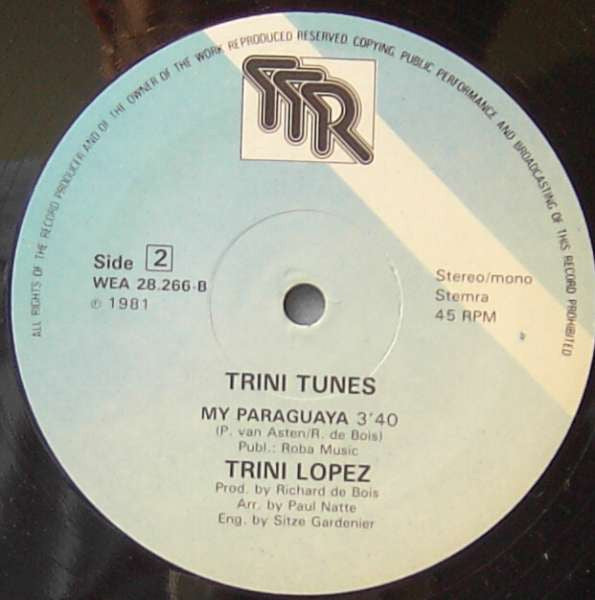 ALL RIGHTS OF THE RECORD PRODUCER AND OF THE OWNER OF THE WORK REPRODUCED RESERVED COPYING, PUBLIC PERFORMANCE AND BROADCASTING OF THIS RECORD PROHIBITED
TTR
Side 2
WEA 28.266-B
℗ 1981
Stereo/mono
Stemra
45 RPM
TRINI TUNES
MY PARAGUAYA 3'40
(P. van Asten/R. de Bois)
Publ.: Roba Music
TRINI LOPEZ
Prod. by Richard de Bois
Arr. by Paul Natte
Eng. by Sitze Gardenier